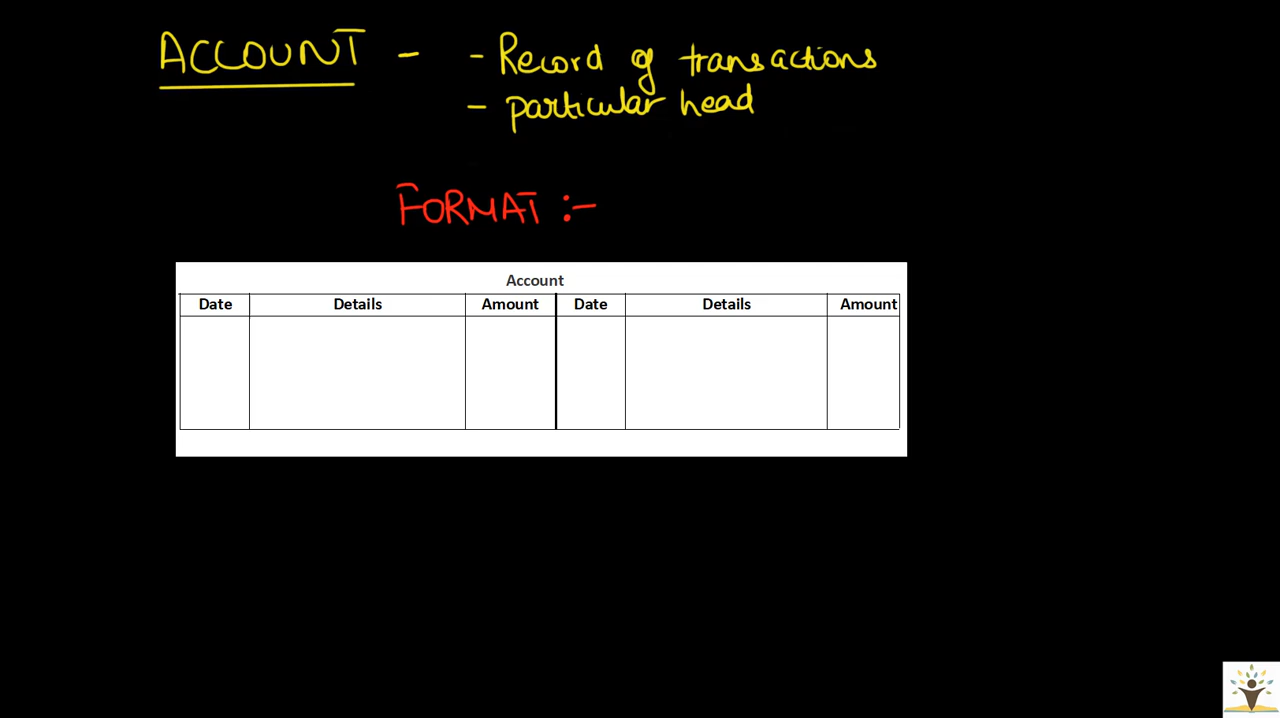 ACCOUNT - - Record of transactions
- particular head
FORMAT :-
Account
Date Details Amount Date Details Amount